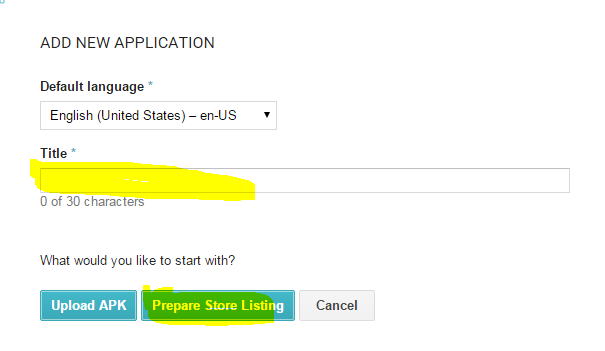 ADD NEW APPLICATION
Default language *
English (United States) – en-US
Title *
0 of 30 characters
What would you like to start with?
Upload APK Prepare Store Listing Cancel